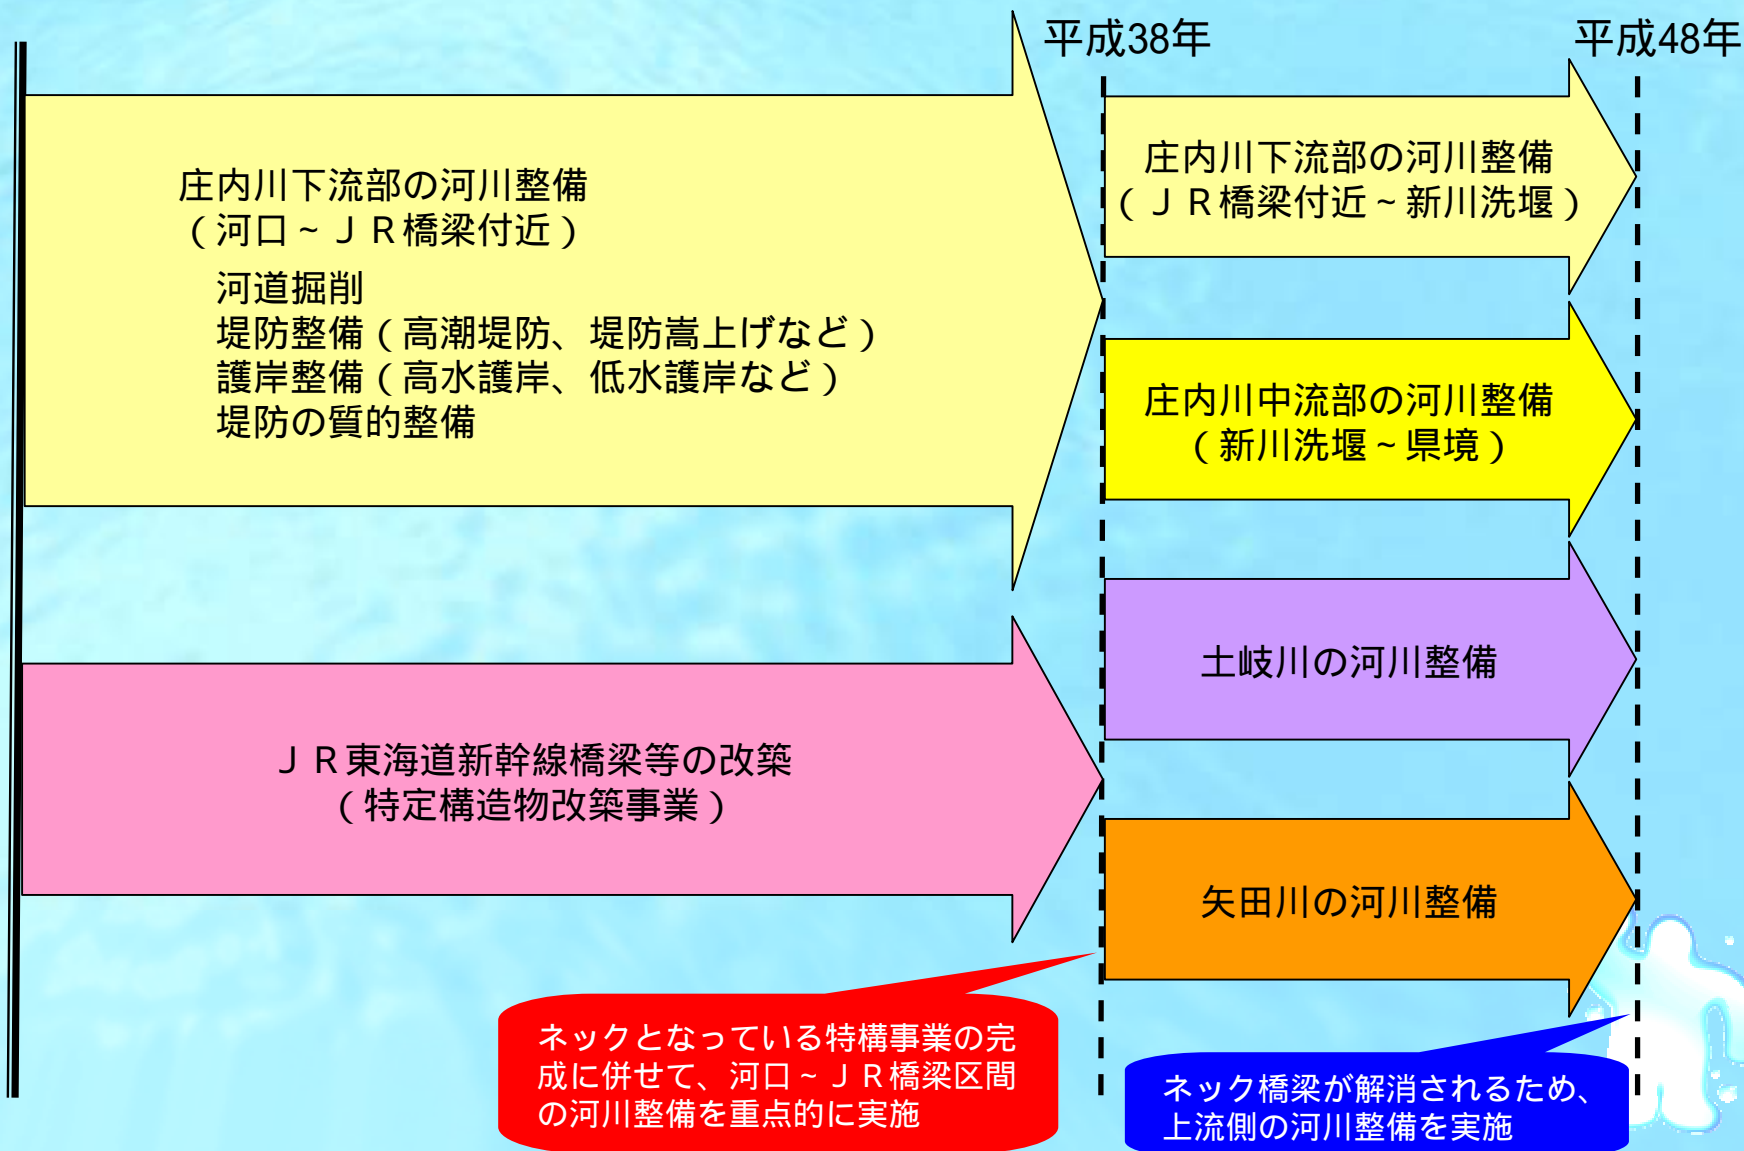 平成38年
平成48年
庄内川下流部の河川整備
（河口～ＪＲ橋梁付近）
河道掘削
堤防整備（高潮堤防、堤防嵩上げなど）
護岸整備（高水護岸、低水護岸など）
堤防の質的整備
ＪＲ東海道新幹線橋梁等の改築
（特定構造物改築事業）
庄内川下流部の河川整備
（ＪＲ橋梁付近～新川洗堰）
庄内川中流部の河川整備
（新川洗堰～県境）
土岐川の河川整備
矢田川の河川整備
ネックとなっている特構事業の完
成に併せて、河口～ＪＲ橋梁区間
の河川整備を重点的に実施
ネック橋梁が解消されるため、
上流側の河川整備を実施